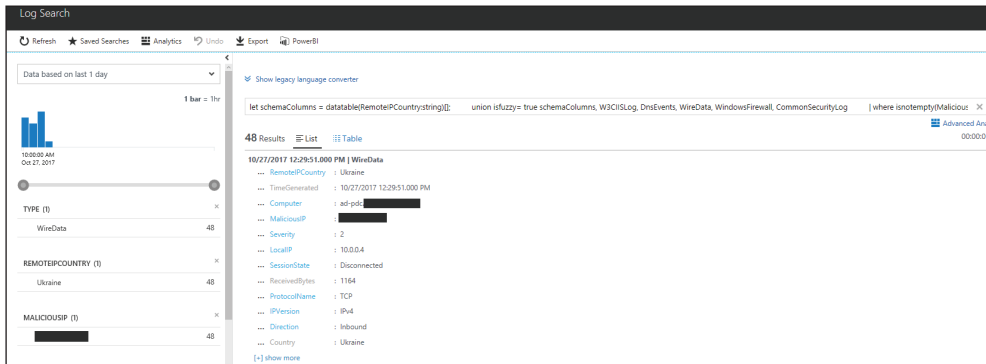 Log Search
Refresh Saved Searches Analytics Undo Export PowerBI
Data based on last 1 day
1 bar = 1hr
10:00:00 AM
Oct 27, 2017
TYPE (1)
WireData 48
REMOTEIPCOUNTRY (1)
Ukraine 48
MALICIOUSIP (1)
48
Show legacy language converter
let schemaColumns = datatable(RemoteIPCountry:string)[]; union isfuzzy= true schemaColumns, W3CIISLog, DnsEvents, WireData, WindowsFirewall, CommonSecurityLog | where isnotempty(Malicious
Advanced Ana
48 Results List Table 00:00:0
10/27/2017 12:29:51.000 PM | WireData
... RemoteIPCountry : Ukraine
... TimeGenerated : 10/27/2017 12:29:51.000 PM
... Computer : ad-pdc.
... MaliciousIP :
... Severity : 2
... LocalIP : 10.0.0.4
... SessionState : Disconnected
... ReceivedBytes : 1164
... ProtocolName : TCP
... IPVersion : IPv4
... Direction : Inbound
... Country : Ukraine
[+] show more